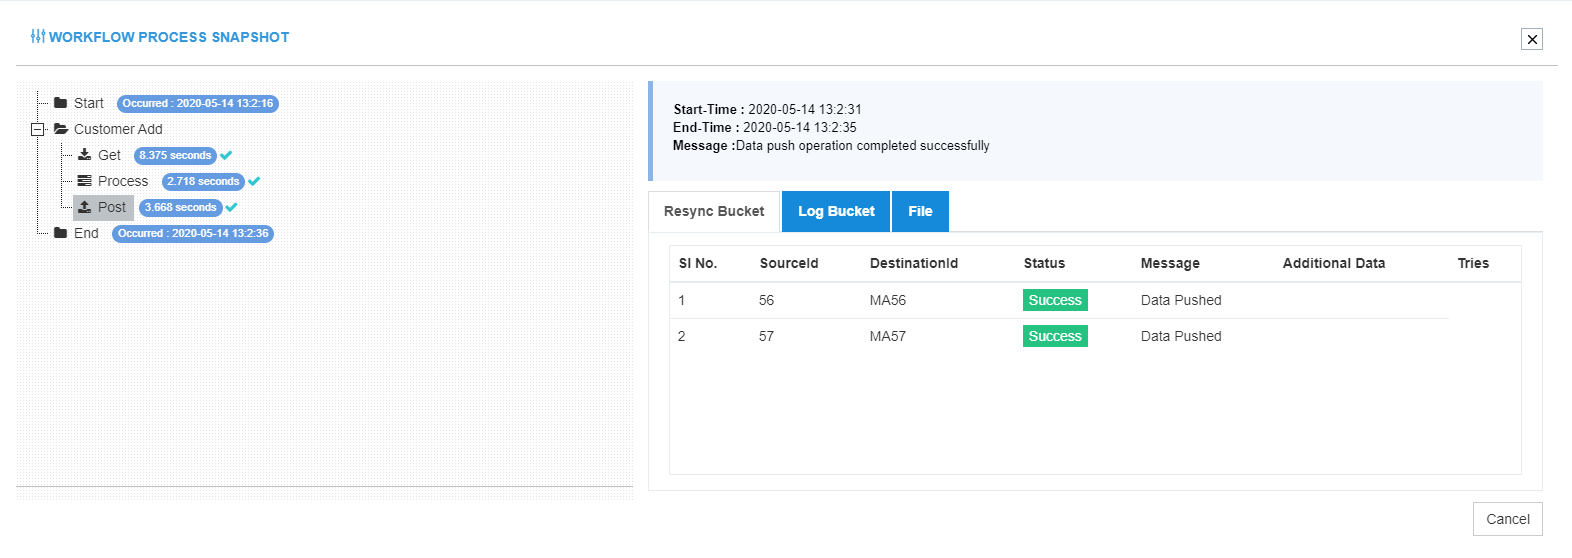 WORKFLOW PROCESS SNAPSHOT
Start Occurred : 2020-05-14 13:2:16
Customer Add
Get 8.375 seconds
Process 2.718 seconds
Post 3.668 seconds
End Occurred : 2020-05-14 13:2:36
Start-Time : 2020-05-14 13:2:31
End-Time : 2020-05-14 13:2:35
Message :Data push operation completed successfully
Resync Bucket Log Bucket File
Sl No. SourceId DestinationId Status Message Additional Data Tries
1 56 MA56 Success Data Pushed
2 57 MA57 Success Data Pushed
Cancel